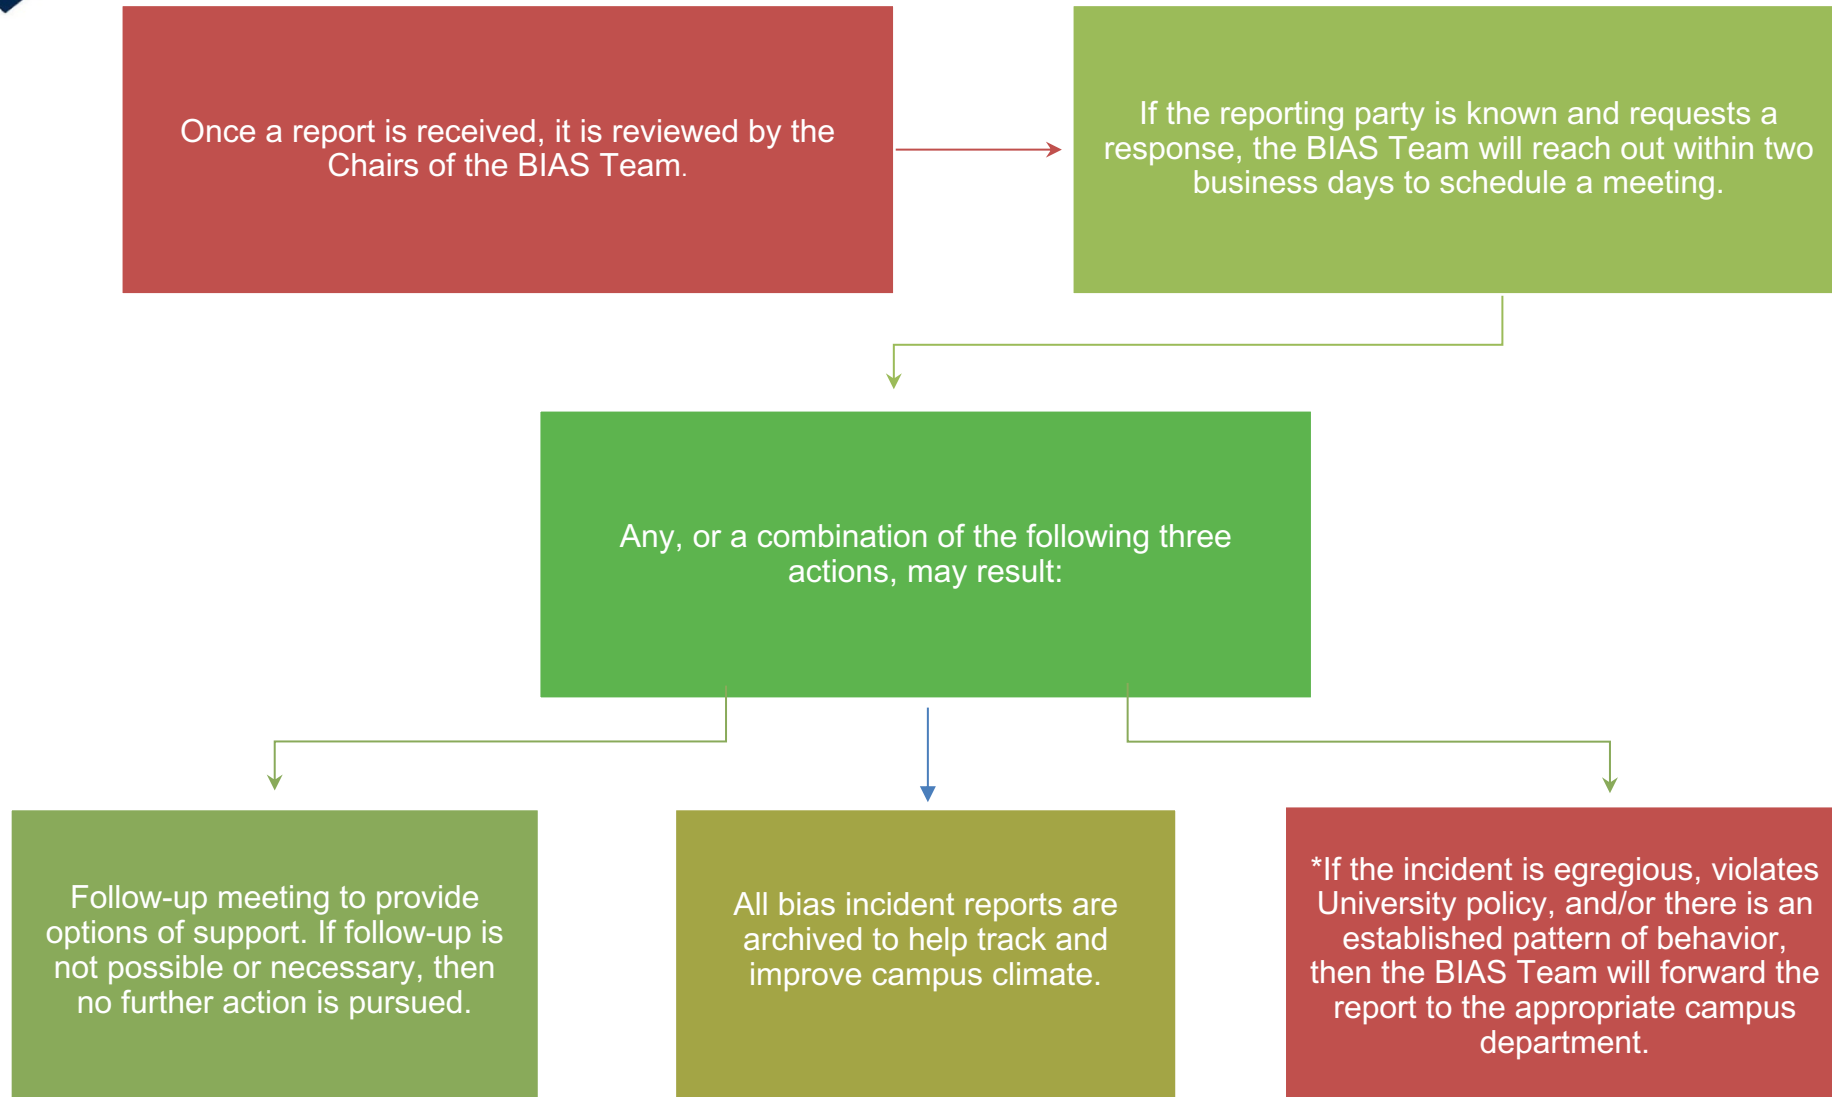 Once a report is received, it is reviewed by the
Chairs of the BIAS Team.
If the reporting party is known and requests a
response, the BIAS Team will reach out within two
business days to schedule a meeting.
Any, or a combination of the following three
actions, may result:
Follow-up meeting to provide
options of support. If follow-up is
not possible or necessary, then
no further action is pursued.
All bias incident reports are
archived to help track and
improve campus climate.
*If the incident is egregious, violates
University policy, and/or there is an
established pattern of behavior,
then the BIAS Team will forward the
report to the appropriate campus
department.